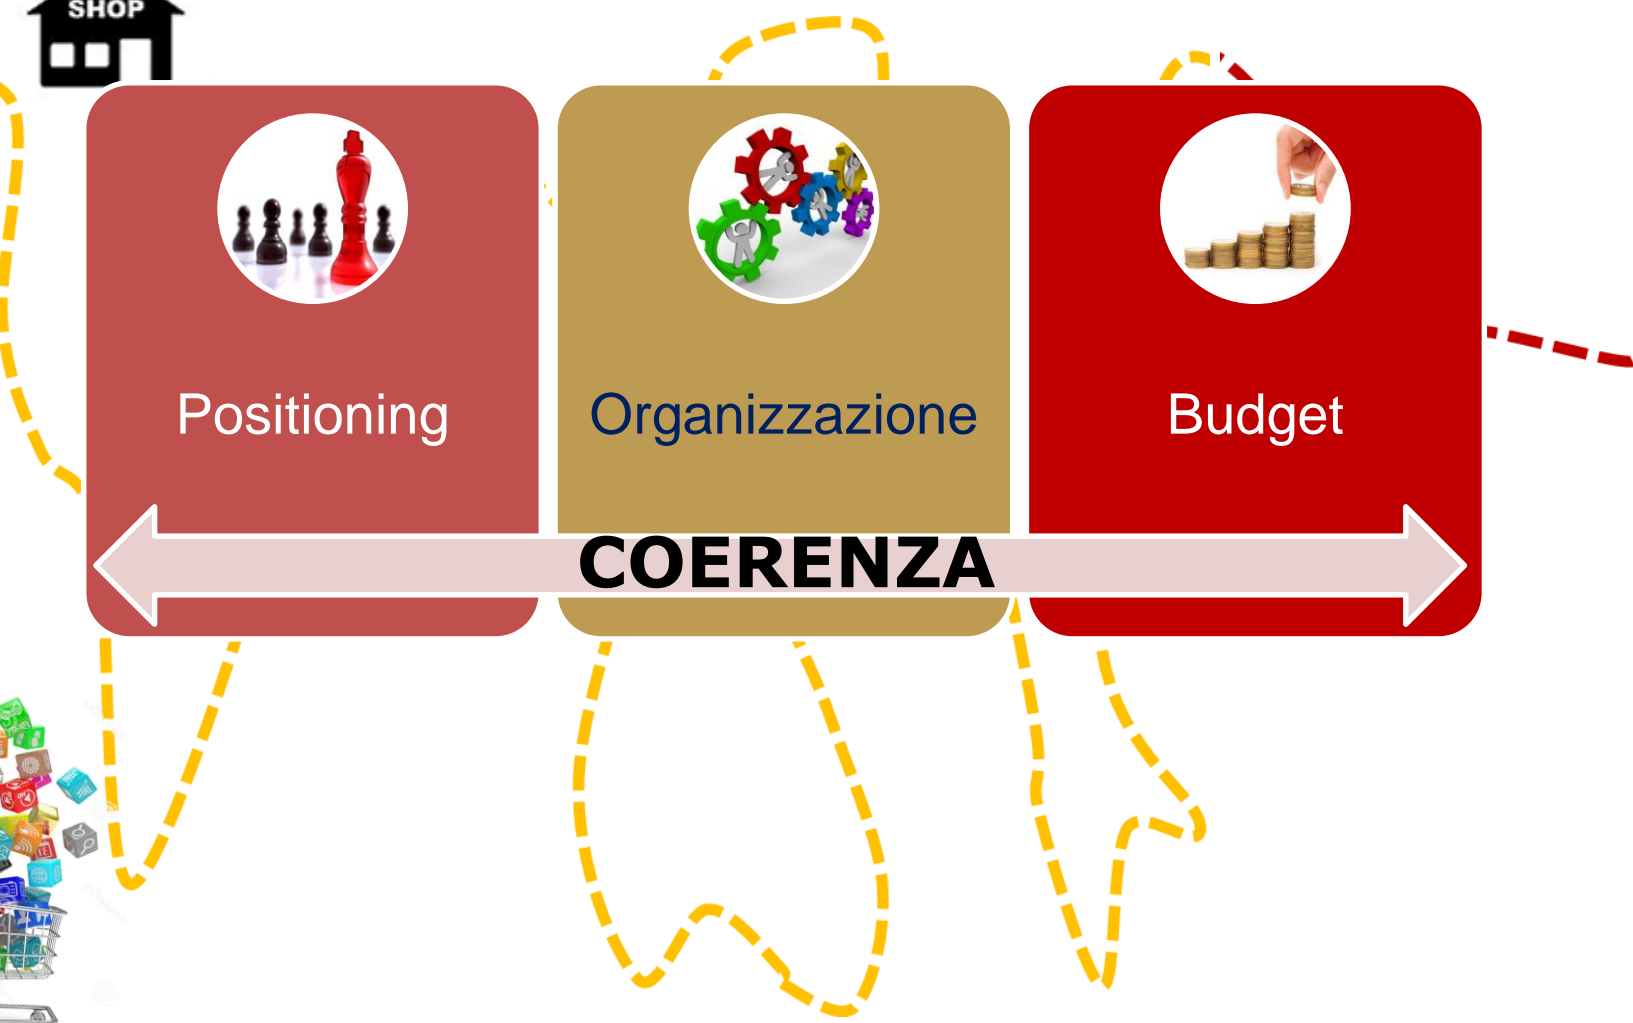 SHOP
Positioning
Organizzazione
Budget
COERENZA